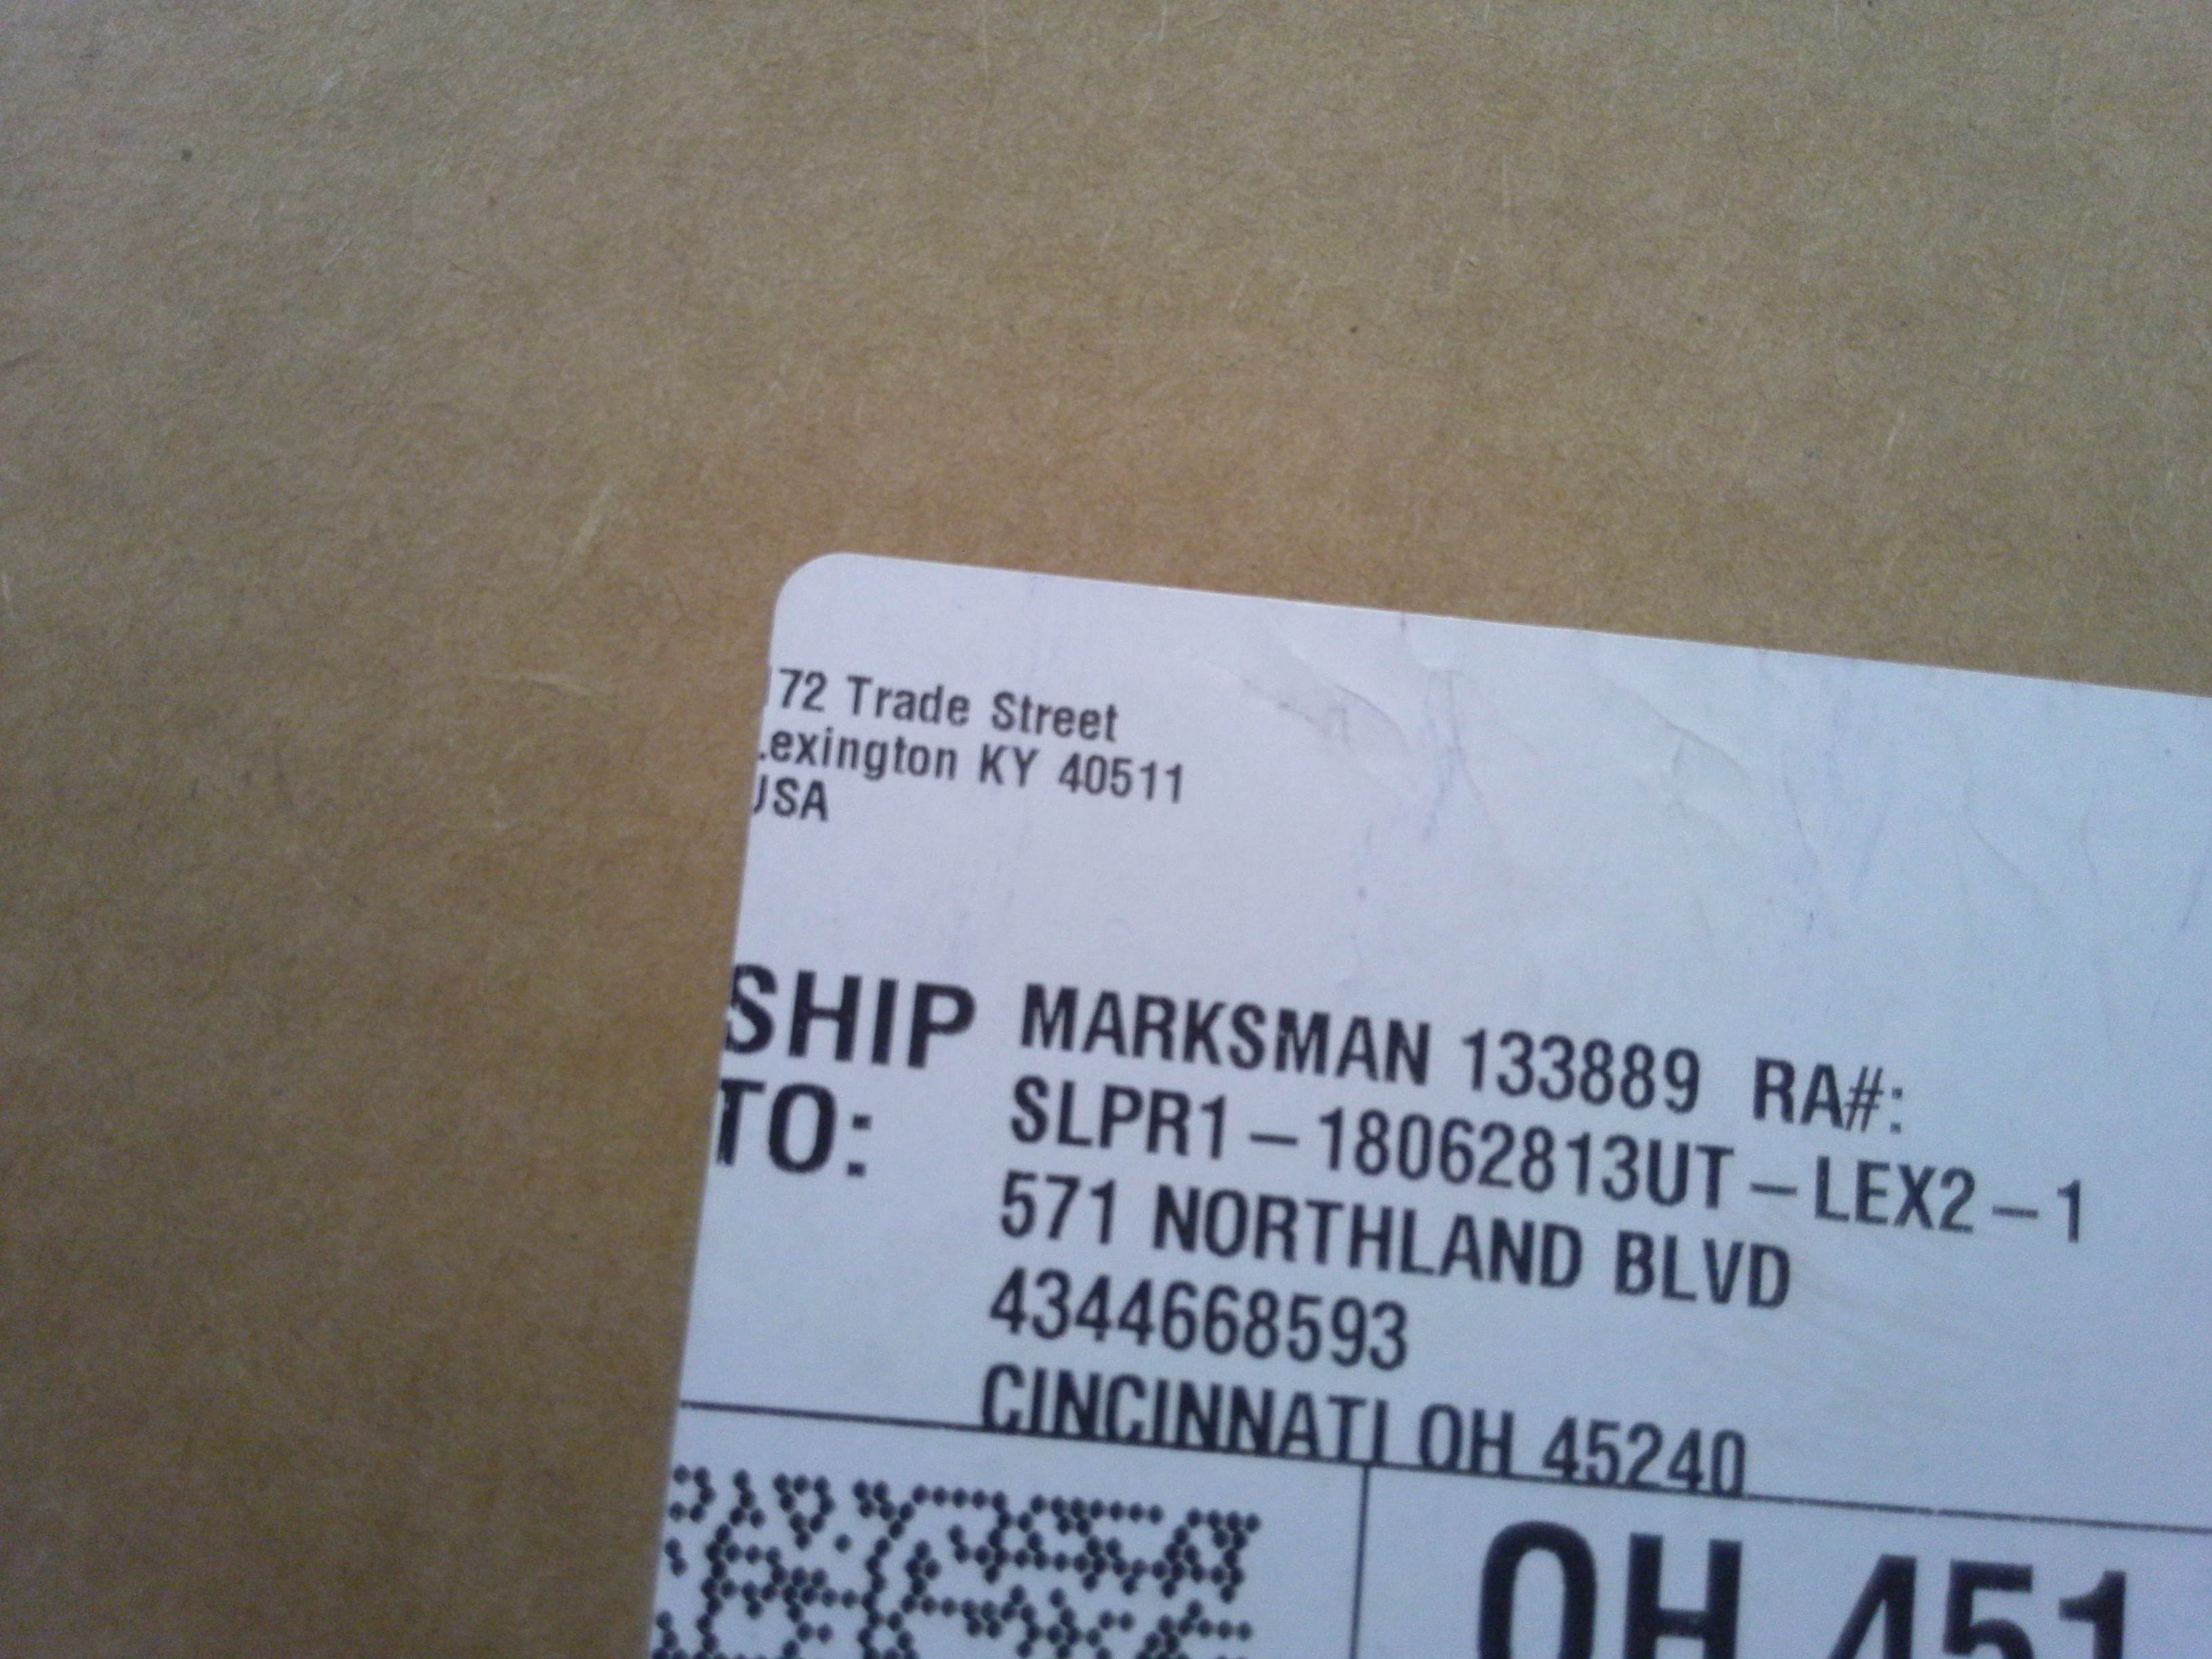 172 Trade Street
Lexington KY 40511
USA
SHIP TO:
MARKSMAN 133889 RA#:
SLPR1-18062813UT-LEX2-1
571 NORTHLAND BLVD
4344668593
CINCINNATI OH 45240
OH 451